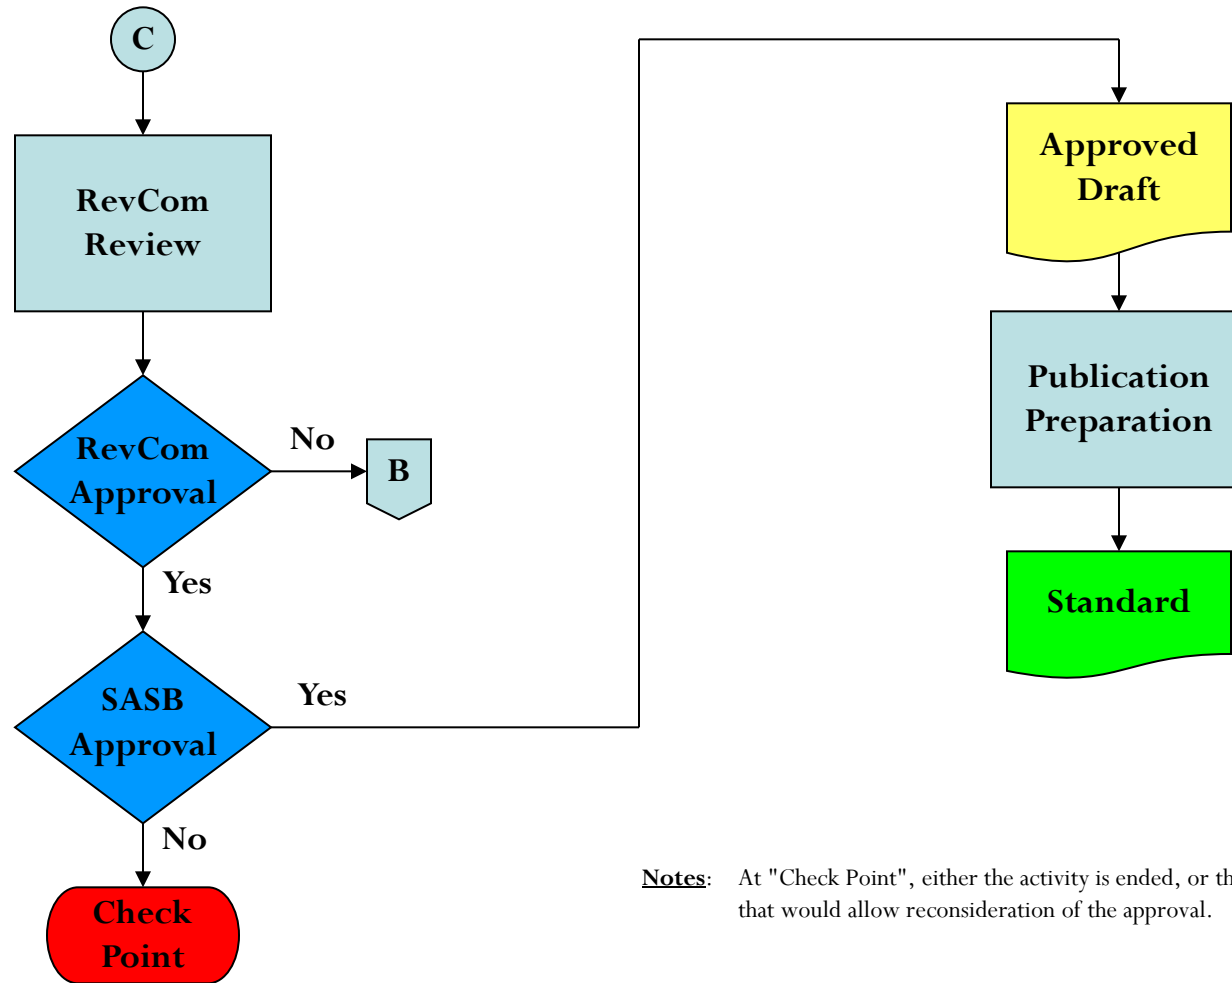 C
RevCom
Review
RevCom
Approval
No
B
Yes
SASB
Approval
Yes
No
Check
Point
Approved
Draft
Publication
Preparation
Standard
Notes: At "Check Point", either the activity is ended, or
that would allow reconsideration of the approval.